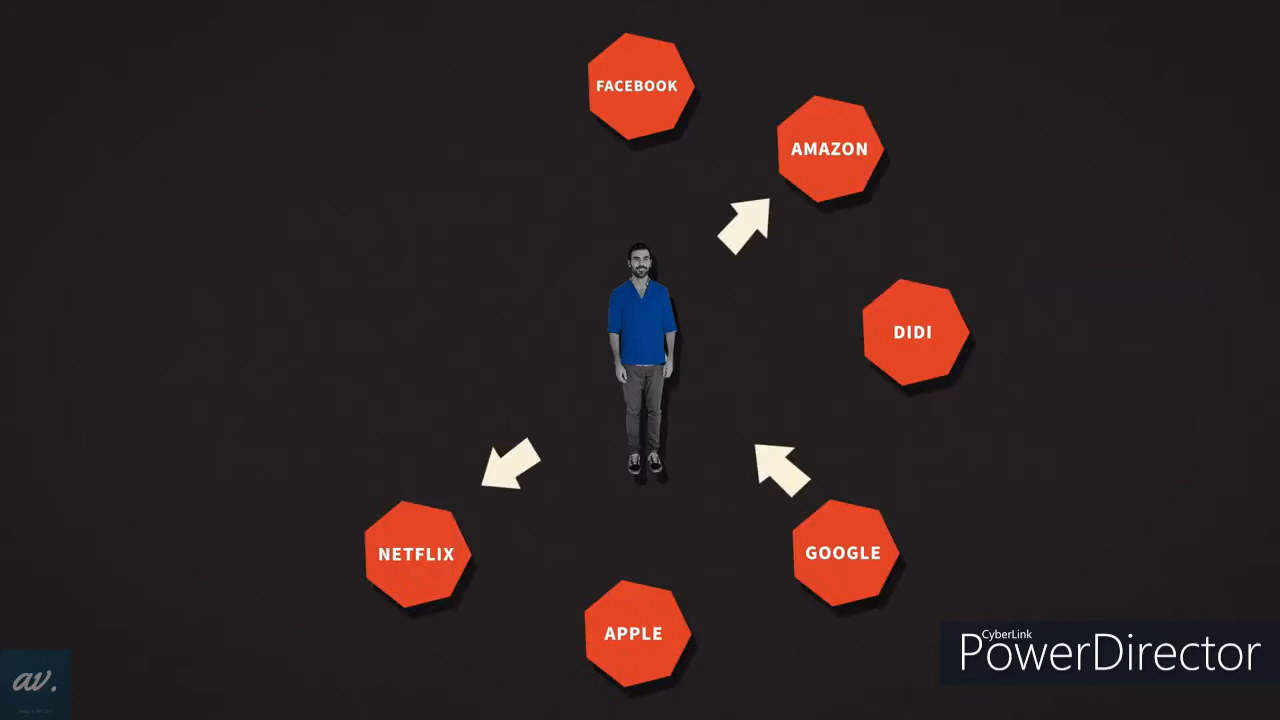 FACEBOOK
AMAZON
DIDI
GOOGLE
APPLE
NETFLIX
CyberLink
PowerDirector
av.